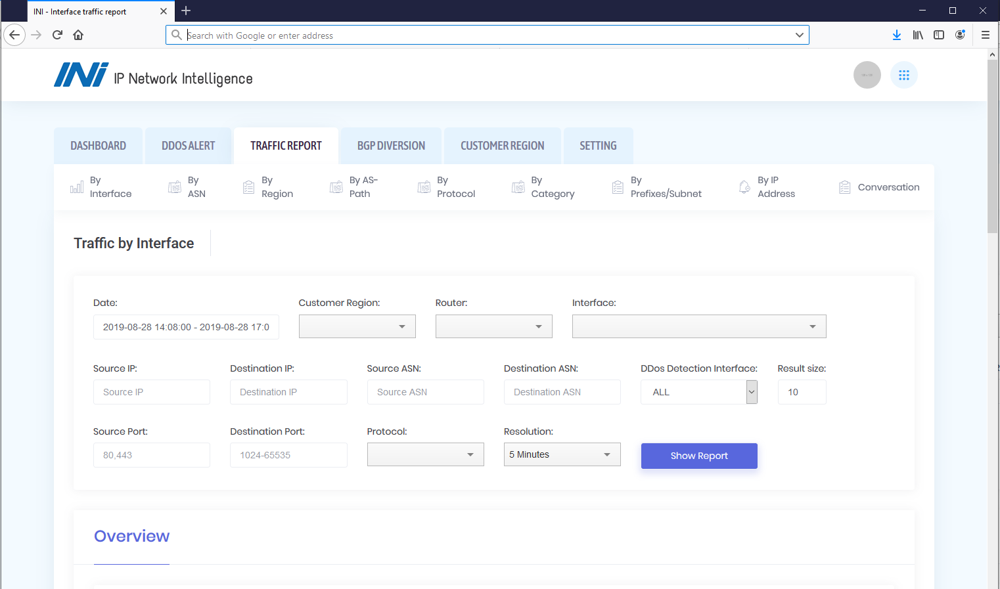 INI - Interface traffic report
Search with Google or enter address
INi IP Network Intelligence
DASHBOARD DDOS ALERT TRAFFIC REPORT BGP DIVERSION CUSTOMER REGION SETTING
By Interface
By ASN
By Region
By AS-Path
By Protocol
By Category
By Prefixes/Subnet
By IP Address
Conversation
Traffic by Interface
Date: Customer Region: Router: Interface:
2019-08-28 14:08:00 - 2019-08-28 17:0
Source IP: Destination IP: Source ASN: Destination ASN: DDos Detection Interface: Result size:
Source IP Destination IP Source ASN Destination ASN ALL 10
Source Port: Destination Port: Protocol: Resolution:
80,443 1024-65535 5 Minutes Show Report
Overview